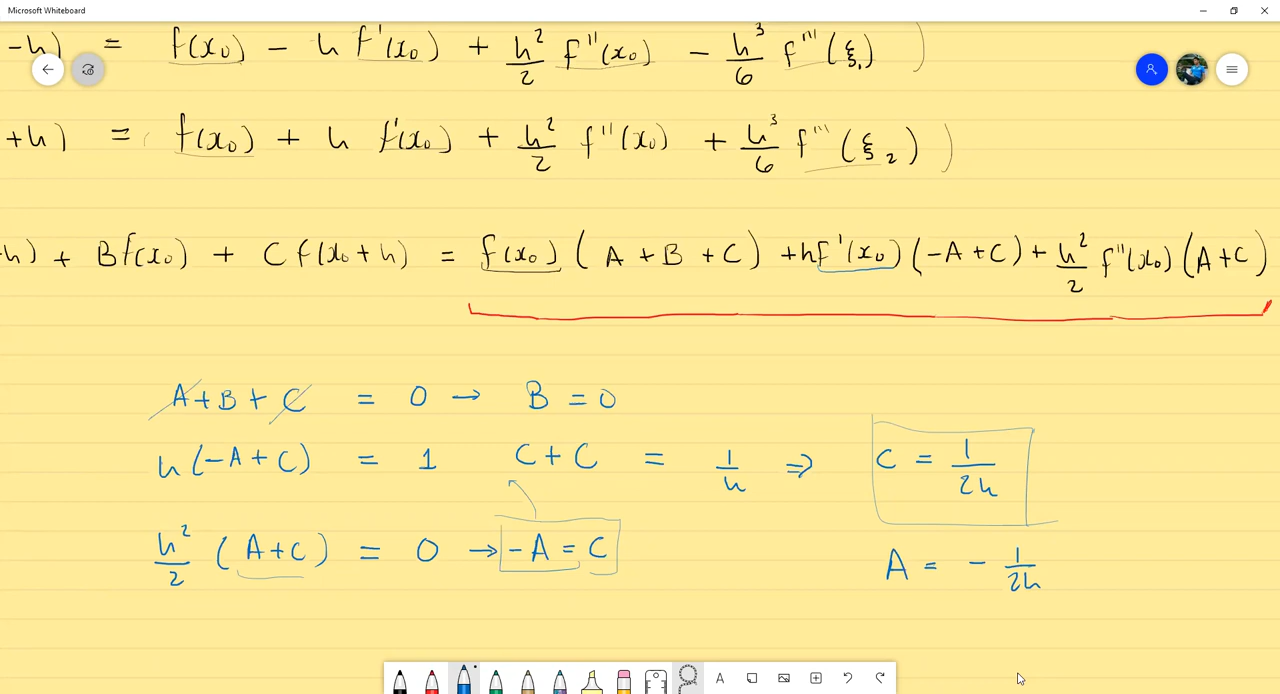 Microsoft Whiteboard
-h) = f(x₀) - h f'(x₀) + h²/2 f''(x₀) - h³/6 f'''(ξ₁)
+h) = f(x₀) + h f'(x₀) + h²/2 f''(x₀) + h³/6 f'''(ξ₂)
h) + Bf(x₀) + Cf(x₀+h) = f(x₀) (A+B+C) + hf'(x₀) (-A+C) + h²/2 f''(x₀) (A+C)
A+B+C = 0 → B = 0
h(-A+C) = 1 C+C = 1/h ⇒ C = 1/2h
h²/2 (A+C) = 0 → -A = C
A = - 1/2h